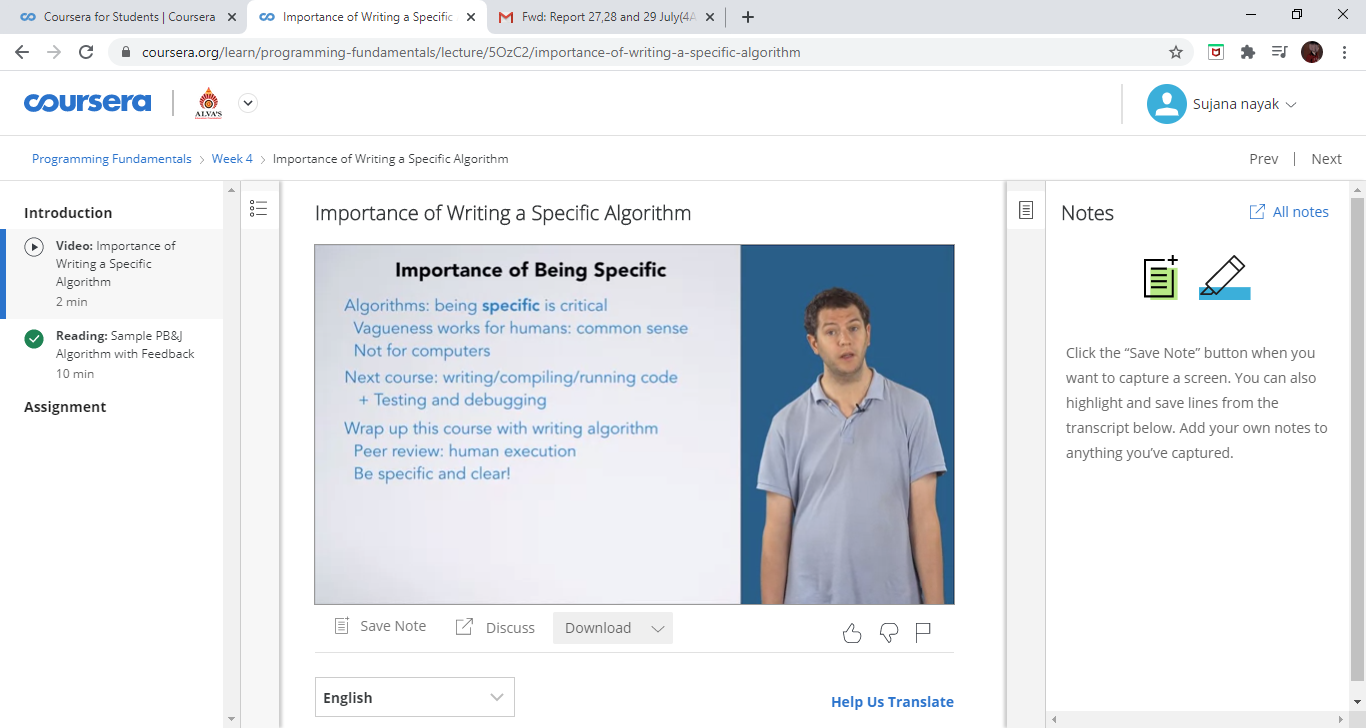 Coursera for Students | Coursera
Importance of Writing a Specific
Fwd: Report 27,28 and 29 July(4A
coursera.org/learn/programming-fundamentals/lecture/5OzC2/importance-of-writing-a-specific-algorithm
coursera
ALVA'S
Sujana nayak
Programming Fundamentals > Week 4 > Importance of Writing a Specific Algorithm
Prev | Next
Introduction
Video: Importance of
Writing a Specific
Algorithm
2 min
Reading: Sample PB&J
Algorithm with Feedback
10 min
Assignment
Importance of Writing a Specific Algorithm
Importance of Being Specific
Algorithms: being specific is critical
Vagueness works for humans: common sense
Not for computers
Next course: writing/compiling/running code
+ Testing and debugging
Wrap up this course with writing algorithm
Peer review: human execution
Be specific and clear!
Save Note
Discuss
Download
English
Help Us Translate
Notes
All notes
Click the “Save Note” button when you
want to capture a screen. You can also
highlight and save lines from the
transcript below. Add your own notes to
anything you’ve captured.